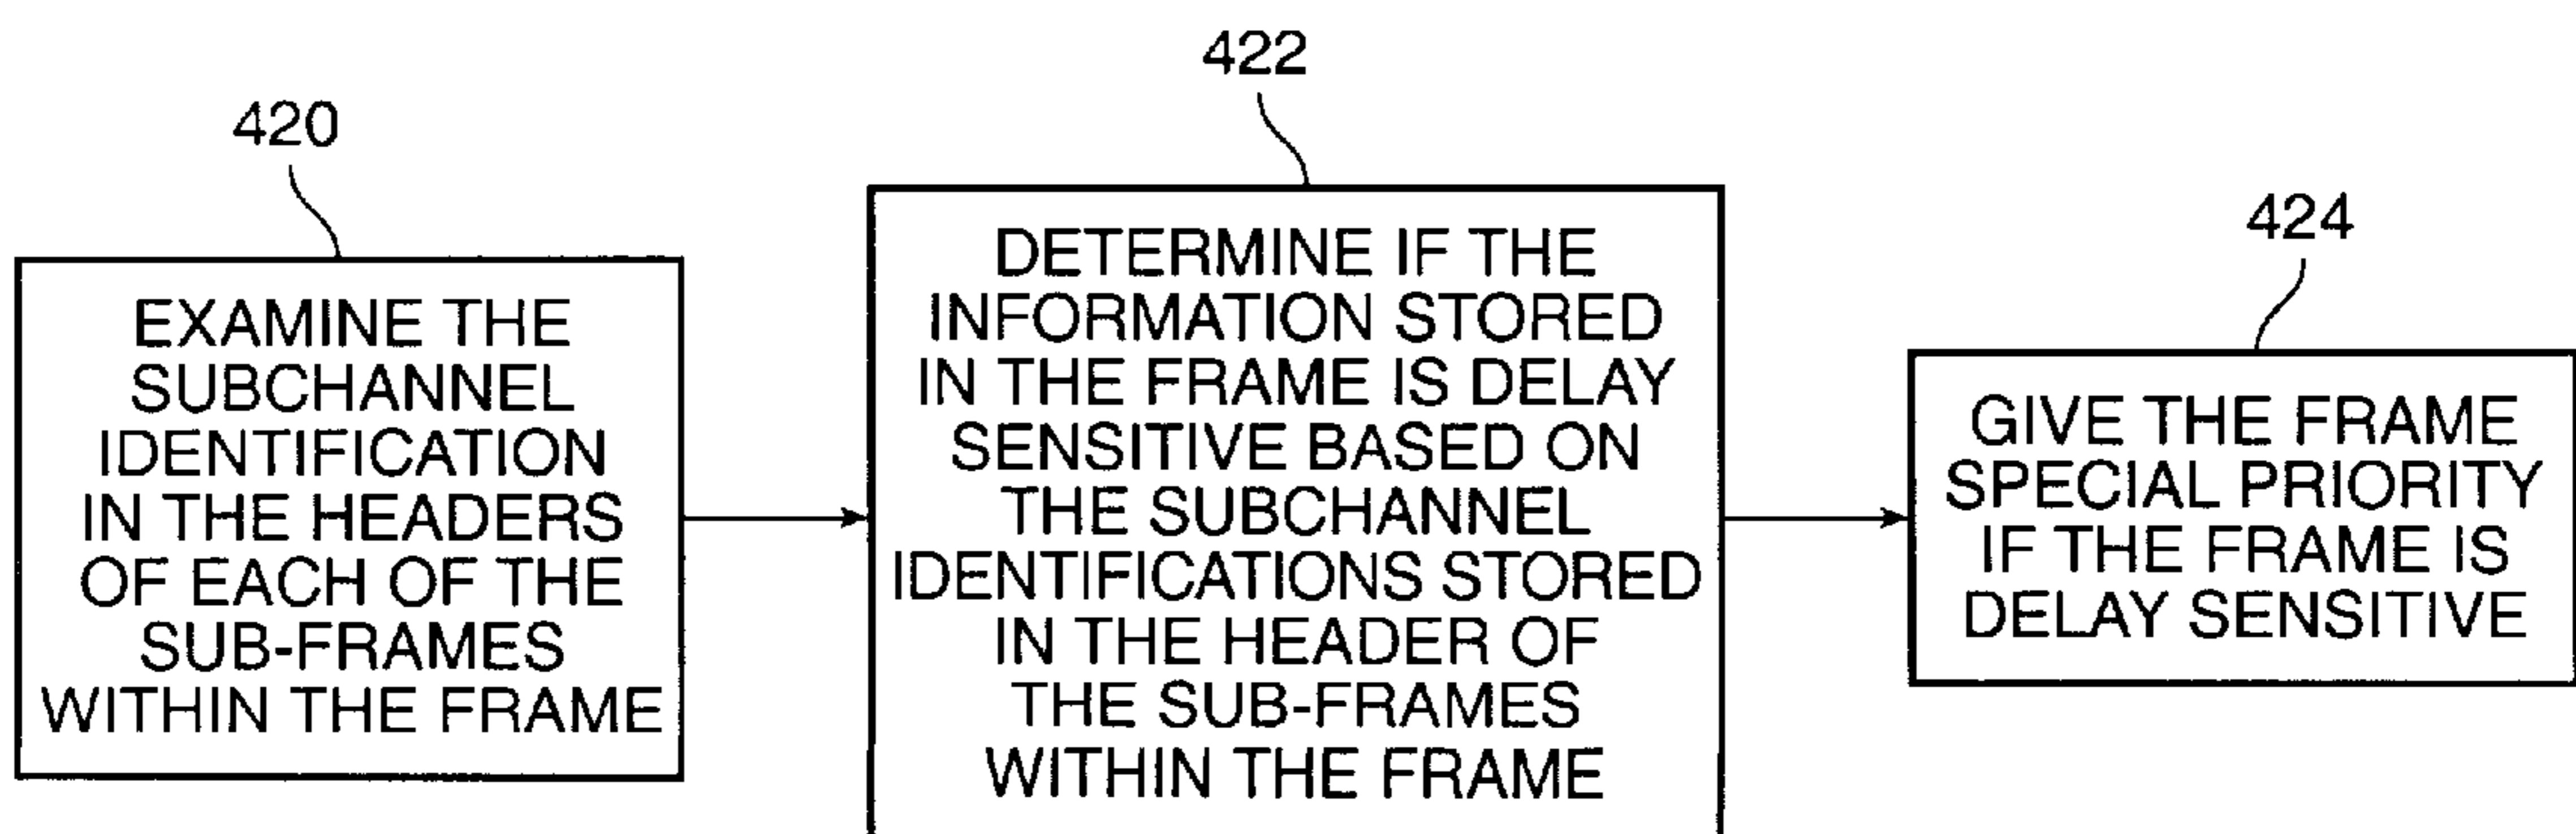 420
EXAMINE THE
SUBCHANNEL
IDENTIFICATION
IN THE HEADERS
OF EACH OF THE
SUB-FRAMES
WITHIN THE FRAME
422
DETERMINE IF THE
INFORMATION STORED
IN THE FRAME IS DELAY
SENSITIVE BASED ON
THE SUBCHANNEL
IDENTIFICATIONS STORED
IN THE HEADER OF
THE SUB-FRAMES
WITHIN THE FRAME
424
GIVE THE FRAME
SPECIAL PRIORITY
IF THE FRAME IS
DELAY SENSITIVE